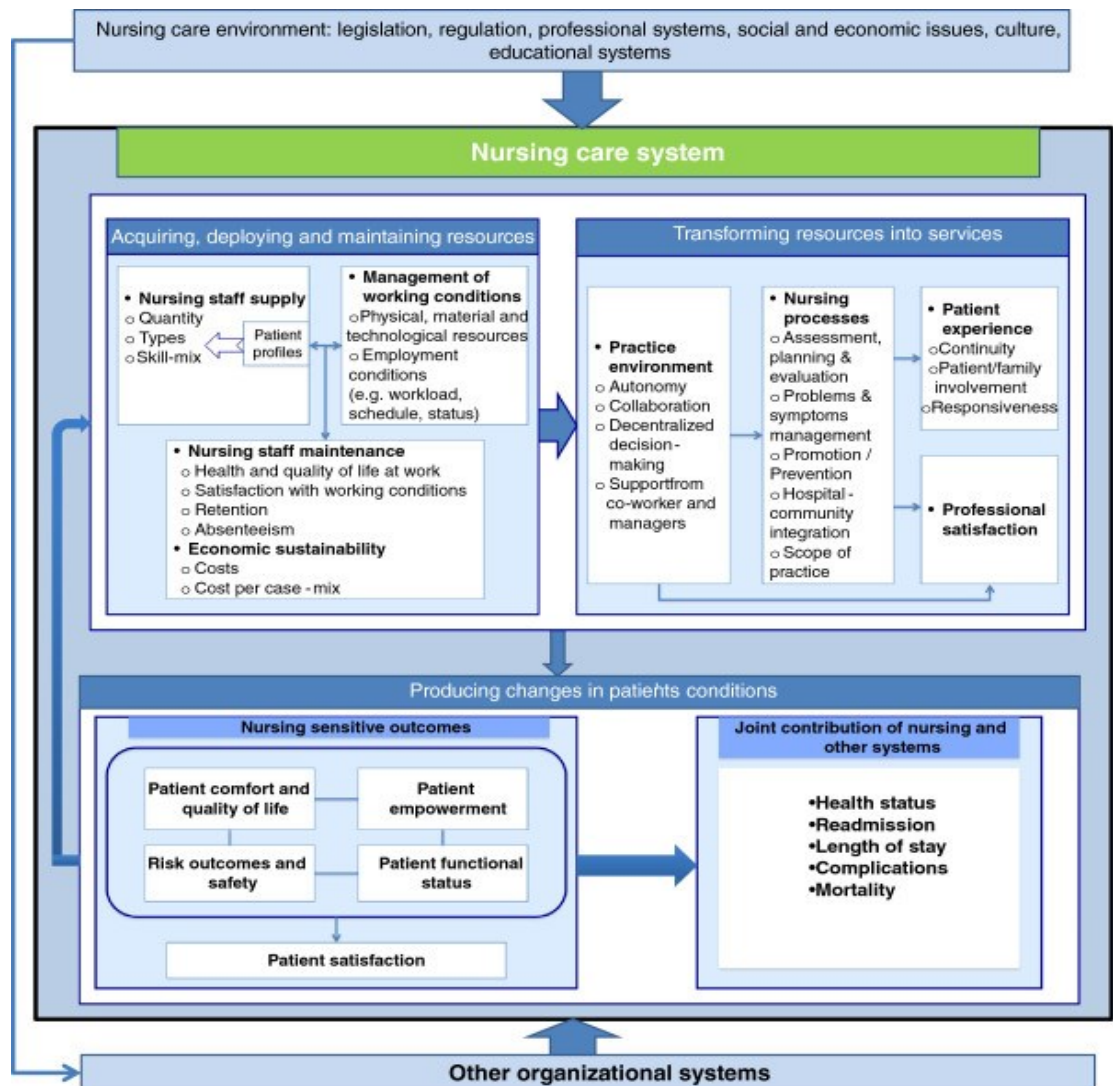 Nursing care environment: legislation, regulation, professional systems, social and economic issues, culture,
educational systems
Nursing care system
Acquiring, deploying and maintaining resources
• Nursing staff supply
o Quantity
o Types
o Skill-mix
Patient
profiles
• Management of
working conditions
o Physical, material and
technological resources
o Employment
conditions
(e.g. workload,
schedule, status)
• Nursing staff maintenance
o Health and quality of life at work
o Satisfaction with working conditions
o Retention
o Absenteeism
• Economic sustainability
o Costs
o Cost per case - mix
Transforming resources into services
• Practice
environment
o Autonomy
o Collaboration
o Decentralized
decision-
making
o Supportfrom
co-worker and
managers
• Nursing
processes
o Assessment,
planning &
evaluation
o Problems &
symptoms
management
o Promotion /
Prevention
o Hospital-
community
integration
o Scope of
practice
• Patient
experience
o Continuity
o Patient/family
involvement
o Responsiveness
• Professional
satisfaction
Producing changes in patients conditions
Nursing sensitive outcomes
Patient comfort and
quality of life
Patient
empowerment
Risk outcomes and
safety
Patient functional
status
Patient satisfaction
Joint contribution of nursing and
other systems
•Health status
•Readmission
•Length of stay
•Complications
•Mortality
Other organizational systems